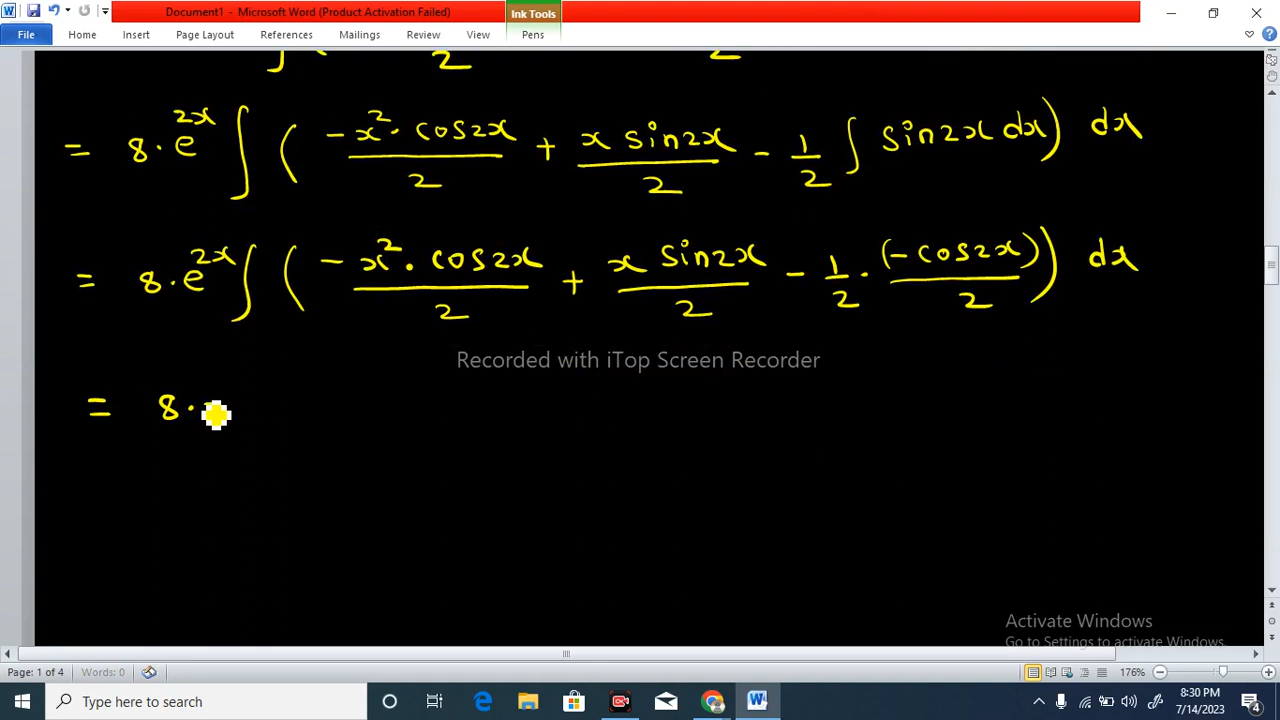 Document1 - Microsoft Word (Product Activation Failed)
Ink Tools
File Home Insert Page Layout References Mailings Review View Pens
2 2
= 8·e^2x ∫ ( -x²·cos2x/2 + x sin2x/2 - 1/2 ∫ sin2x dx) dx
= 8·e^2x ∫ ( -x²·cos2x/2 + x sin2x/2 - 1/2·(-cos2x)/2 ) dx
Recorded with iTop Screen Recorder
= 8·
Activate Windows
Go to Settings to activate Windows.
Page: 1 of 4 Words: 0 176%
Type here to search
8:30 PM
7/14/2023
4